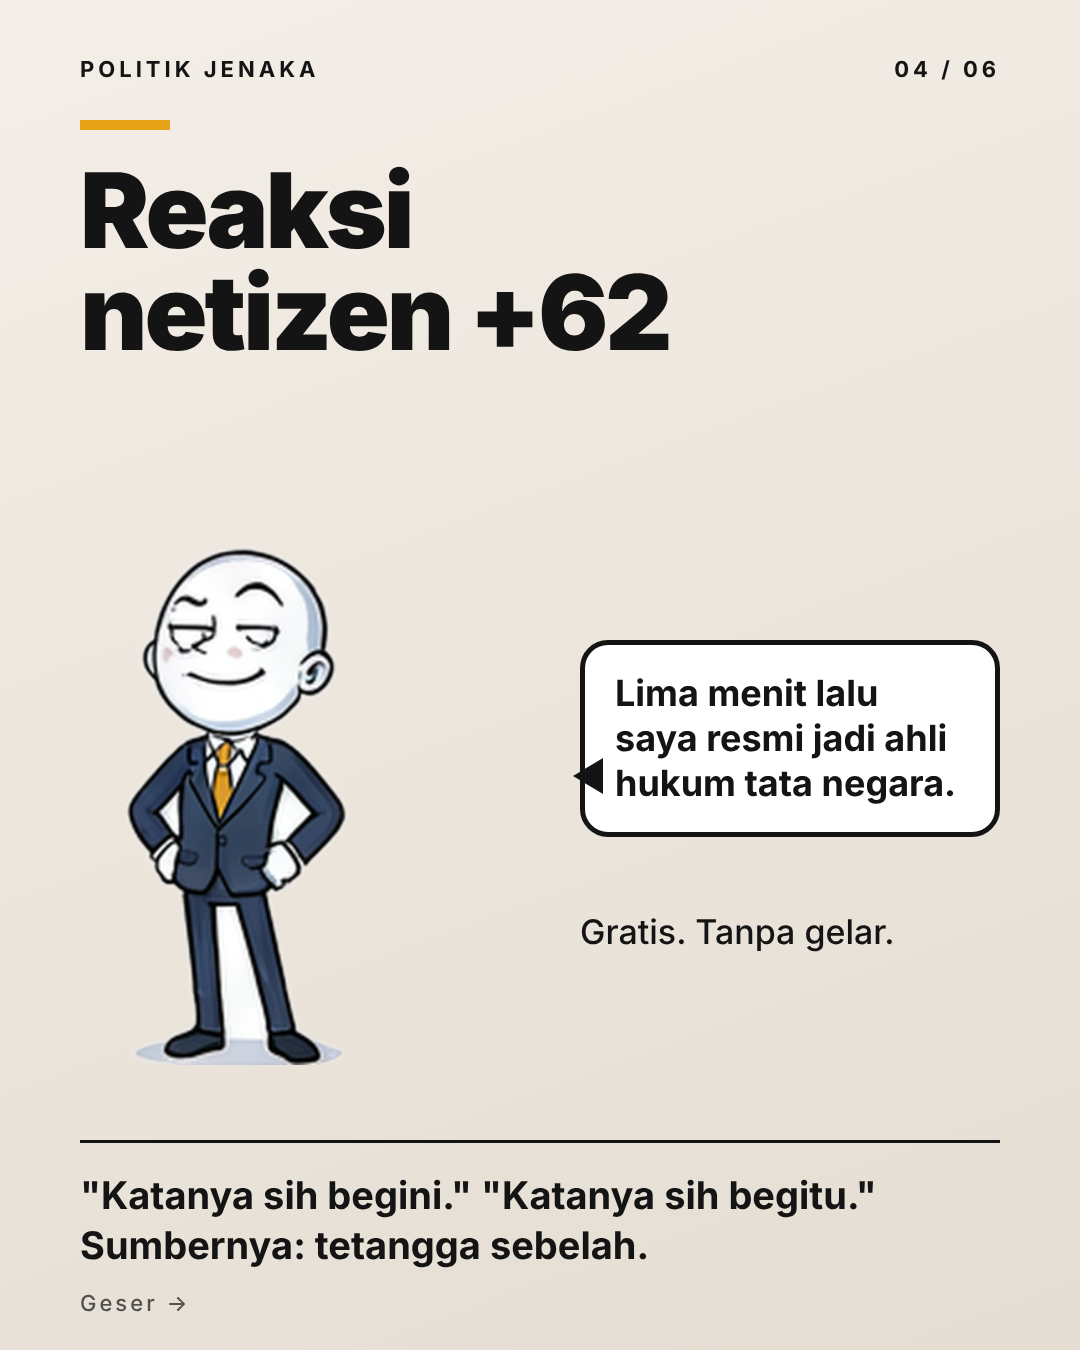 POLITIK JENAKA
04 / 06
Reaksi
netizen +62
Lima menit lalu
saya resmi jadi ahli
hukum tata negara.
Gratis. Tanpa gelar.
"Katanya sih begini." "Katanya sih begitu."
Sumbernya: tetangga sebelah.
Geser →